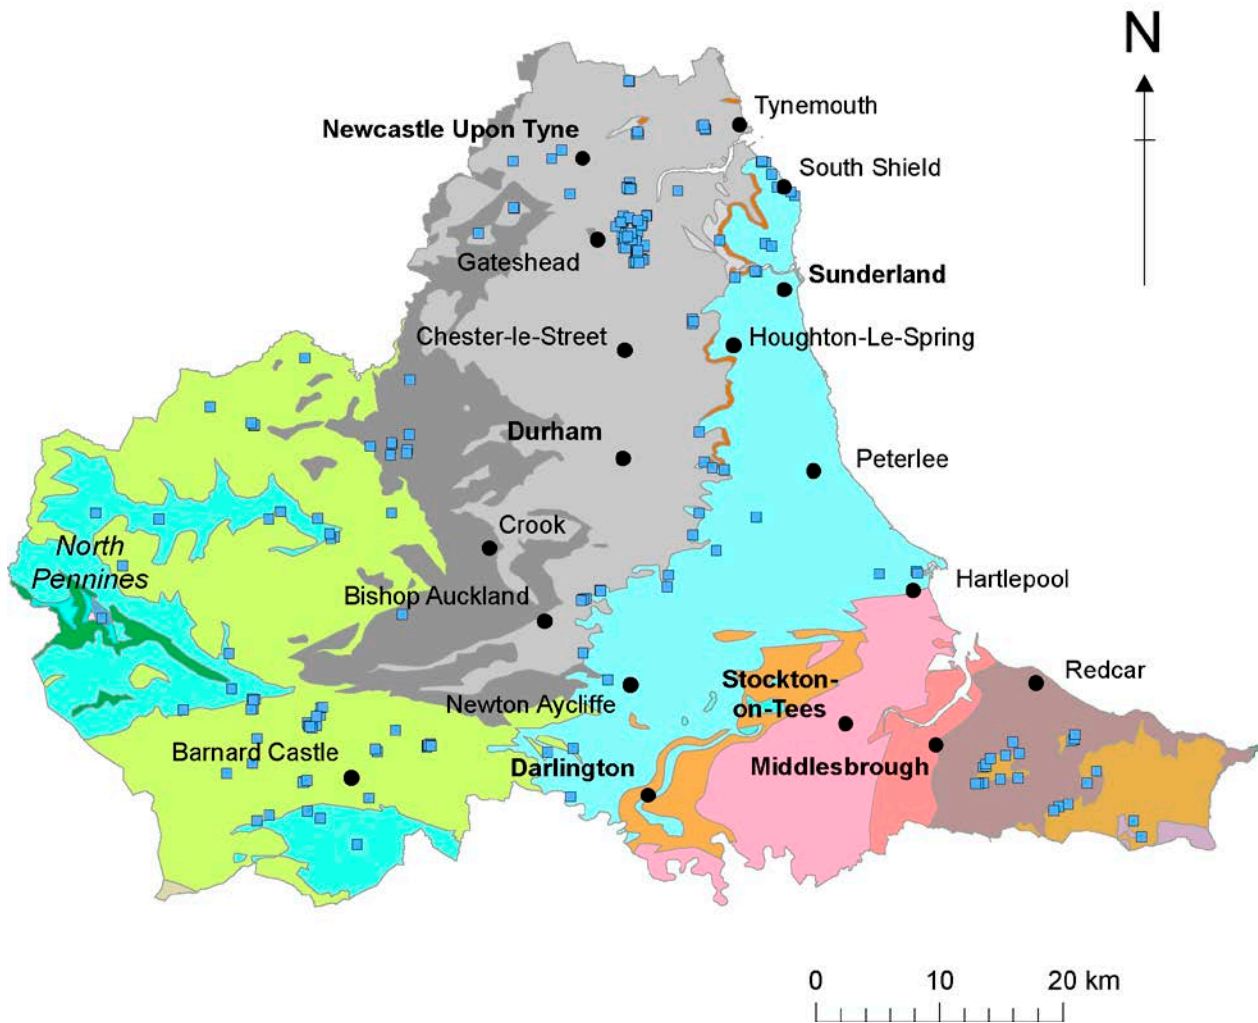 N
Tynemouth
Newcastle Upon Tyne
South Shield
Gateshead
Sunderland
Chester-le-Street
Houghton-Le-Spring
Durham
Peterlee
Crook
North
Pennines
Hartlepool
Bishop Auckland
Redcar
Stockton-
on-Tees
Newton Aycliffe
Barnard Castle
Darlington
Middlesbrough
0 10 20 km